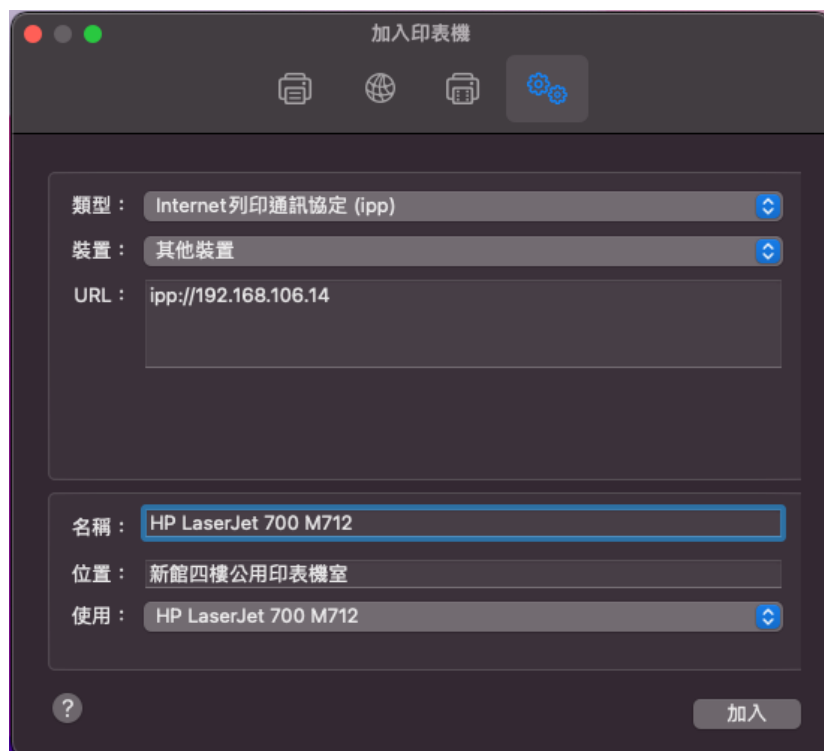 加入印表機
類型： Internet列印通訊協定 (ipp)
裝置： 其他裝置
URL： ipp://192.168.106.14
名稱： HP LaserJet 700 M712
位置： 新館四樓公用印表機室
使用： HP LaserJet 700 M712
?
加入